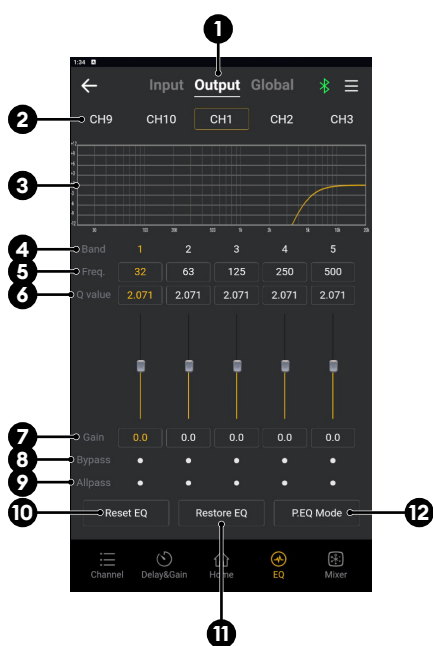 1
1:34
Input Output Global
2 CH9 CH10 CH1 CH2 CH3
3
4 Band 1 2 3 4 5
5 Freq. 32 63 125 250 500
6 Q value 2.071 2.071 2.071 2.071 2.071
7 Gain 0.0 0.0 0.0 0.0 0.0
8 Bypass
9 Allpass
10 Reset EQ Restore EQ P.EQ Mode 12
Channel Delay&Gain Home EQ Mixer
11